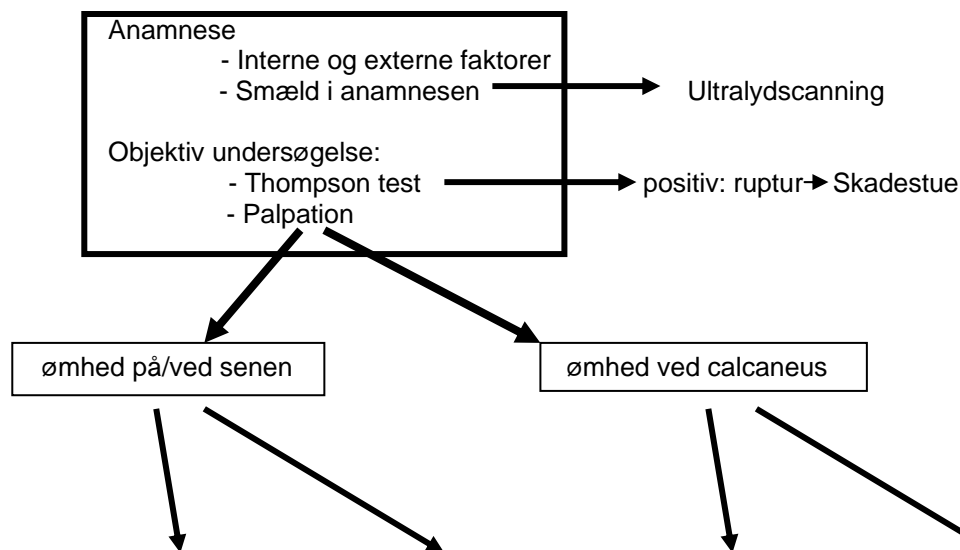 Anamnese
- Interne og externe faktorer
- Smæld i anamnesen
Ultralydscanning
Objektiv undersøgelse:
- Thompson test
positiv: ruptur
Skadestue
- Palpation
ømhed på/ved senen
ømhed ved calcaneus